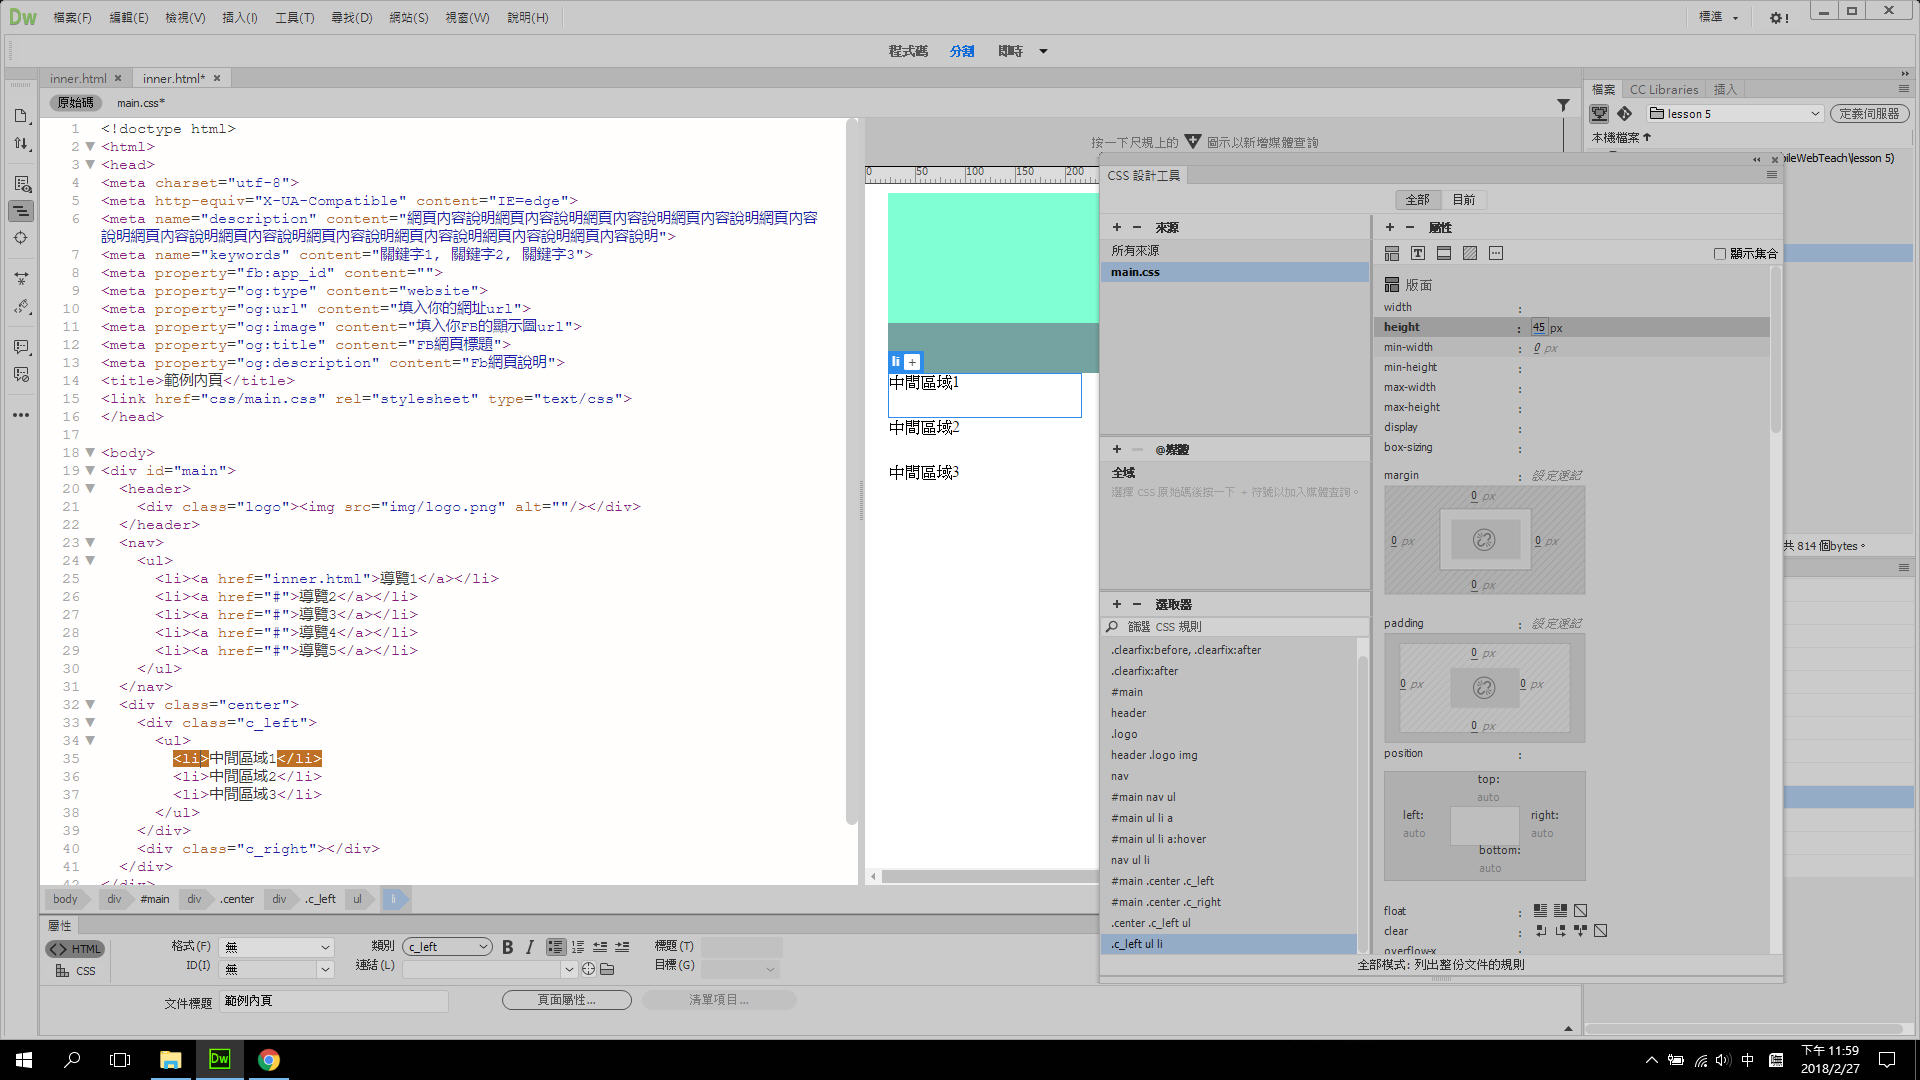 Dw 檔案(F) 編輯(E) 檢視(V) 插入(I) 工具(T) 尋找(D) 網站(S) 視窗(W) 說明(H) 標準
程式碼 分割 即時
inner.html inner.html*
原始碼 main.css*
1 <!doctype html>
2 <html>
3 <head>
4 <meta charset="utf-8">
5 <meta http-equiv="X-UA-Compatible" content="IE=edge">
6 <meta name="description" content="網頁內容說明網頁內容說明網頁內容說明網頁內容說明網頁內容
說明網頁內容說明網頁內容說明網頁內容說明網頁內容說明網頁內容說明網頁內容說明">
7 <meta name="keywords" content="關鍵字1, 關鍵字2, 關鍵字3">
8 <meta property="fb:app_id" content="">
9 <meta property="og:type" content="website">
10 <meta property="og:url" content="填入你的網址url">
11 <meta property="og:image" content="填入你FB的顯示圖url">
12 <meta property="og:title" content="FB網頁標題">
13 <meta property="og:description" content="Fb網頁說明">
14 <title>範例內頁</title>
15 <link href="css/main.css" rel="stylesheet" type="text/css">
16 </head>
17
18 <body>
19 <div id="main">
20 <header>
21 <div class="logo"><img src="img/logo.png" alt=""/></div>
22 </header>
23 <nav>
24 <ul>
25 <li><a href="inner.html">導覽1</a></li>
26 <li><a href="#">導覽2</a></li>
27 <li><a href="#">導覽3</a></li>
28 <li><a href="#">導覽4</a></li>
29 <li><a href="#">導覽5</a></li>
30 </ul>
31 </nav>
32 <div class="center">
33 <div class="c_left">
34 <ul>
35 <li>中間區域1</li>
36 <li>中間區域2</li>
37 <li>中間區域3</li>
38 </ul>
39 </div>
40 <div class="c_right"></div>
41 </div>
42 </div>
body div #main div .center div .c_left ul li
按一下尺規上的 圖示以新增媒體查詢
0 50 100 150 200
li +
中間區域1
中間區域2
中間區域3
CSS 設計工具
全部 目前
來源
所有來源
main.css
@媒體
全域
選擇 CSS 原始碼後按一下 + 符號以加入媒體查詢。
選取器
篩選 CSS 規則
.clearfix:before, .clearfix:after
.clearfix:after
#main
header
.logo
header .logo img
nav
#main nav ul
#main ul li a
#main ul li a:hover
nav ul li
#main .center .c_left
#main .center .c_right
.center .c_left ul
.c_left ul li
屬性
顯示集合
版面
width :
height : 45 px
min-width : 0 px
min-height :
max-width :
max-height :
display :
box-sizing :
margin : 設定速記
0 px
0 px 0 px
0 px
padding : 設定速記
0 px
0 px 0 px
0 px
position :
top:
auto
left: right:
auto auto
bottom:
auto
float :
clear :
overflow-x
全部模式: 列出整份文件的規則
檔案 CC Libraries 插入
lesson 5 定義伺服器
本機檔案
bileWebTeach\lesson 5)
共 814 個bytes。
屬性
<> HTML
CSS
格式(F) 無
ID(I) 無
類別 c_left
連結(L)
B I
標題(T)
目標(G)
文件標題 範例內頁
頁面屬性...
清單項目...
Dw
中
下午 11:59
2018/2/27